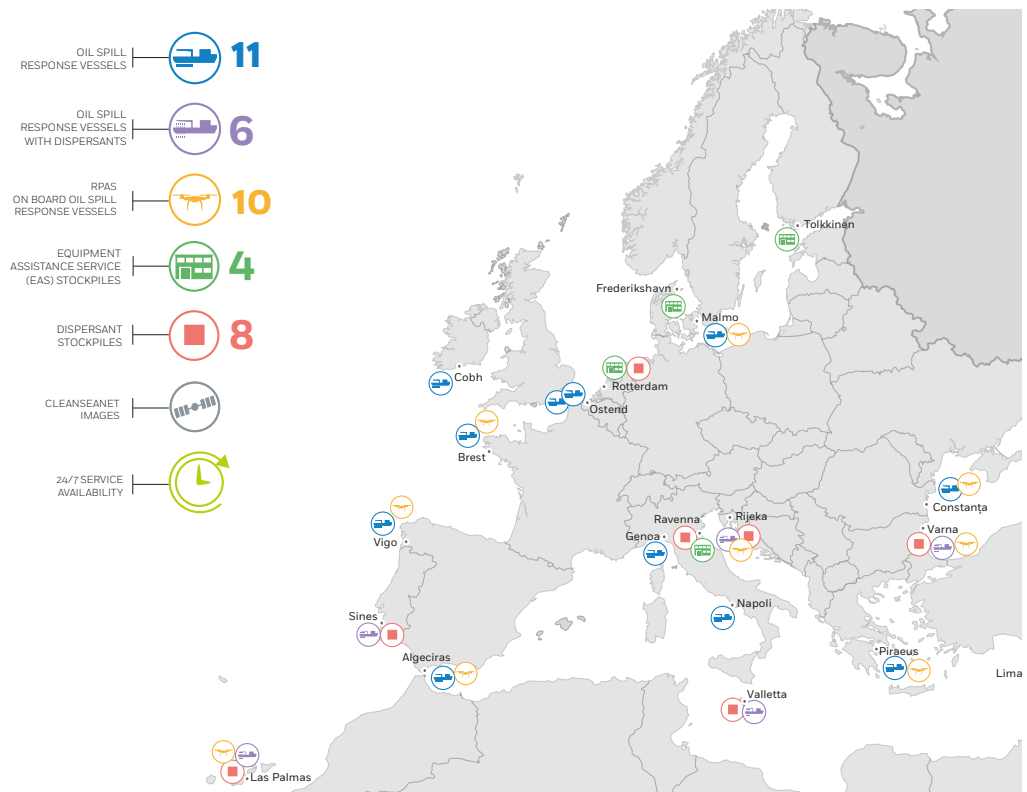 OIL SPILL
RESPONSE VESSELS
11
OIL SPILL
RESPONSE VESSELS
WITH DISPERSANTS
6
RPAS
ON BOARD OIL SPILL
RESPONSE VESSELS
10
EQUIPMENT
ASSISTANCE SERVICE
(EAS) STOCKPILES
4
DISPERSANT
STOCKPILES
8
CLEANSEANET
IMAGES
24/7 SERVICE
AVAILABILITY
Tolkkinen
Frederikshavn
Malmo
Cobh
Rotterdam
Ostend
Brest
Constanța
Vigo
Ravenna
Rijeka
Genoa
Varna
Napoli
Sines
Algeciras
Piraeus
Lima
Valletta
Las Palmas